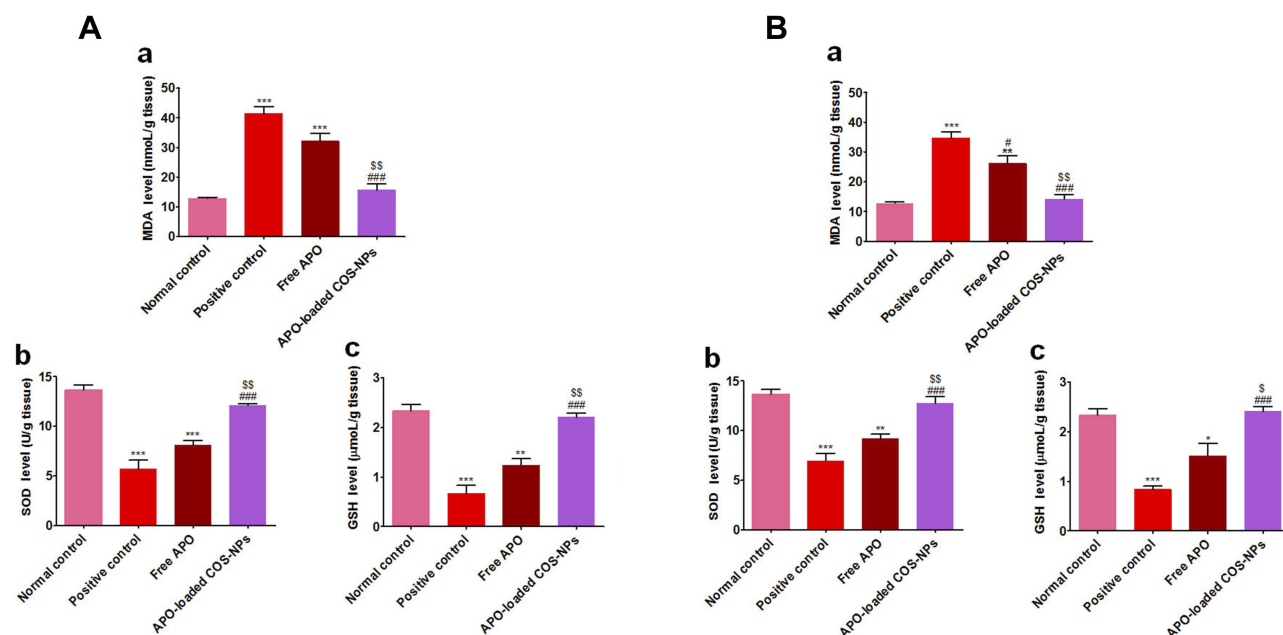 A
a
MDA level (nmoL/g tissue)
50
40
30
20
10
0
***
***
$$
###
Normal control
Positive control
Free APO
APO-loaded COS-NPs
b
SOD level (U/g tissue)
15
10
5
0
***
***
$$
###
Normal control
Positive control
Free APO
APO-loaded COS-NPs
c
GSH level (μmoL/g tissue)
3
2
1
0
***
**
$$
###
Normal control
Positive control
Free APO
APO-loaded COS-NPs
B
a
MDA level (nmoL/g tissue)
50
40
30
20
10
0
***
#
**
$$
###
Normal control
Positive control
Free APO
APO-loaded COS-NPs
b
SOD level (U/g tissue)
15
10
5
0
***
**
$$
###
Normal control
Positive control
Free APO
APO-loaded COS-NPs
c
GSH level (μmoL/g tissue)
3
2
1
0
***
*
$
###
Normal control
Positive control
Free APO
APO-loaded COS-NPs